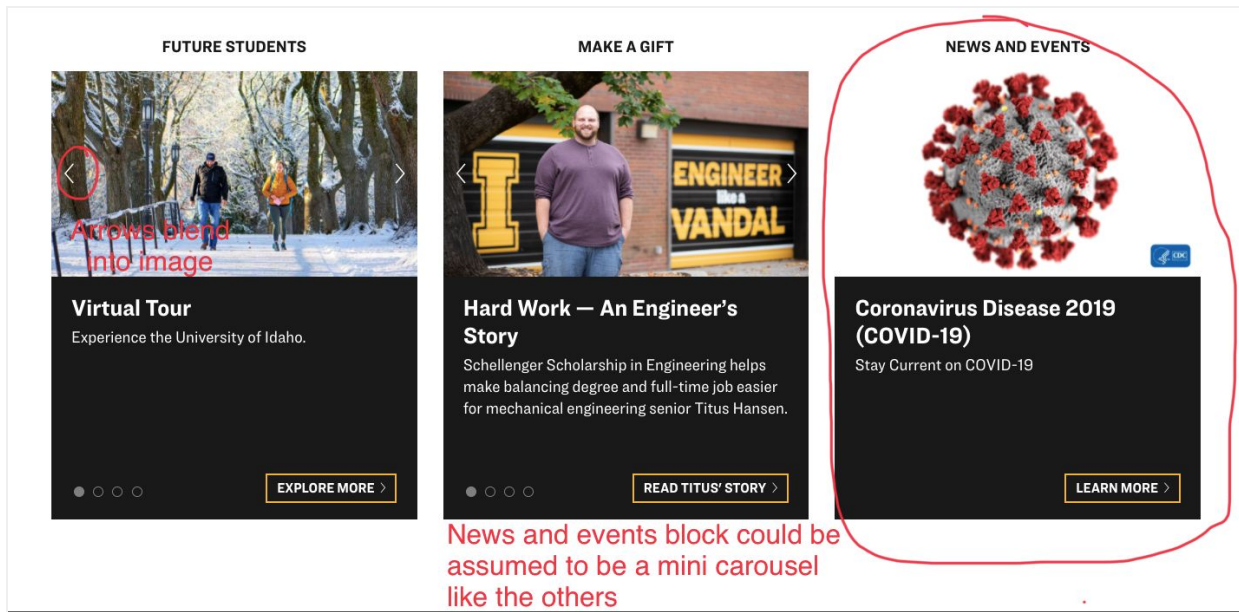 FUTURE STUDENTS
MAKE A GIFT
NEWS AND EVENTS
Arrows blend
into image
I
ENGINEER
like a
VANDAL
CDC
Virtual Tour
Experience the University of Idaho.
EXPLORE MORE >
Hard Work — An Engineer's
Story
Schellenger Scholarship in Engineering helps
make balancing degree and full-time job easier
for mechanical engineering senior Titus Hansen.
READ TITUS' STORY >
Coronavirus Disease 2019
(COVID-19)
Stay Current on COVID-19
LEARN MORE >
News and events block could be
assumed to be a mini carousel
like the others